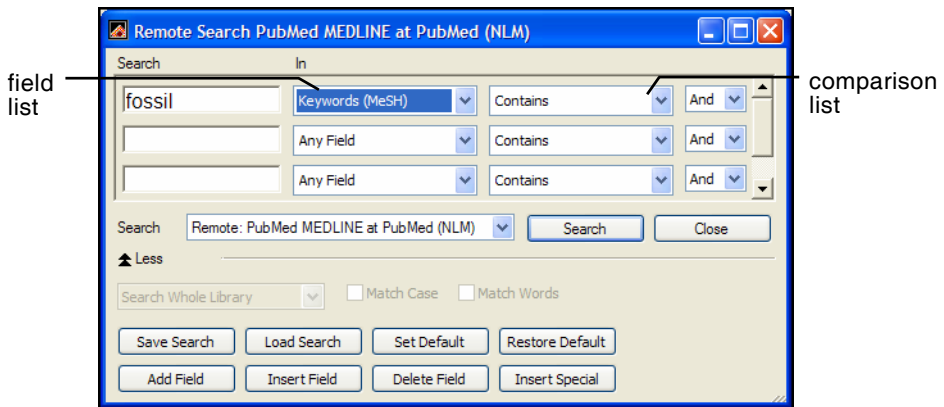 Remote Search PubMed MEDLINE at PubMed (NLM)
Search In
field list
fossil Keywords (MeSH) Contains And
comparison list
Any Field Contains And
Any Field Contains And
Search Remote: PubMed MEDLINE at PubMed (NLM) Search Close
Less
Search Whole Library Match Case Match Words
Save Search Load Search Set Default Restore Default
Add Field Insert Field Delete Field Insert Special